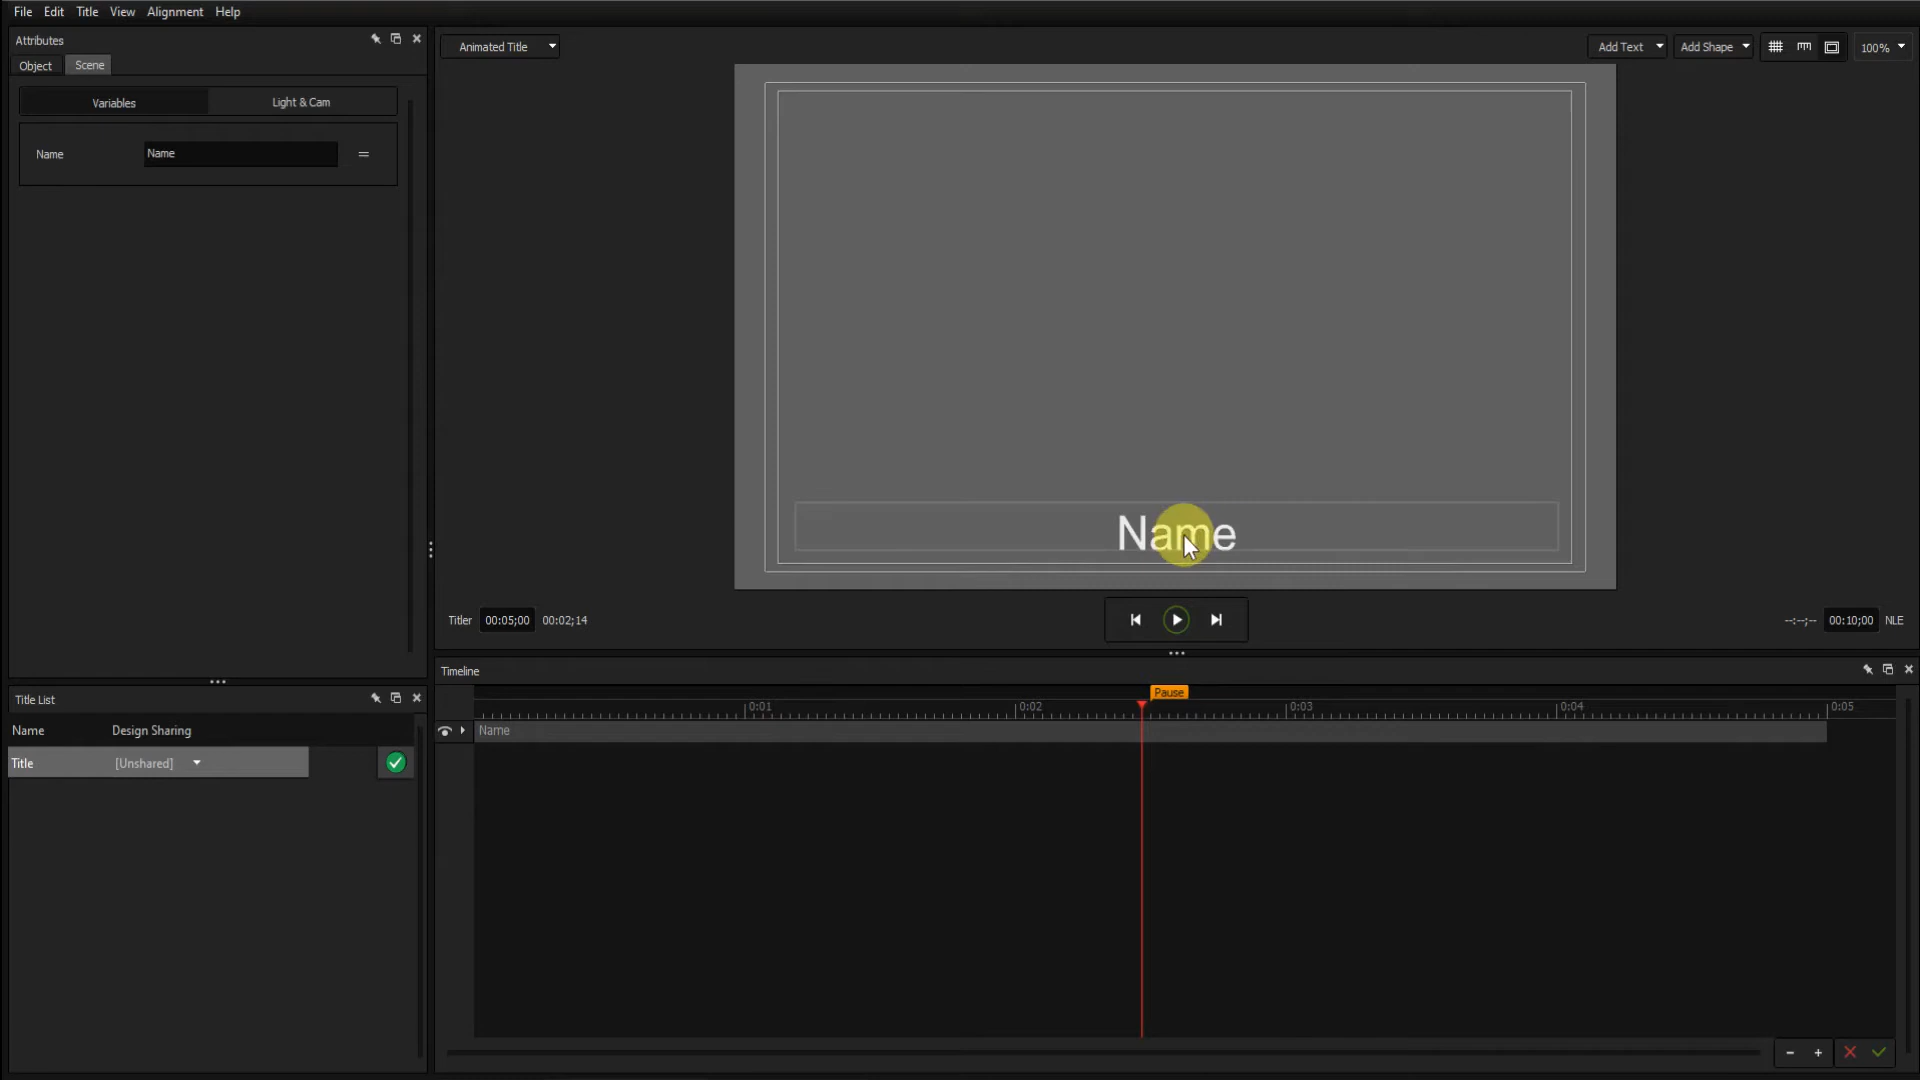 File Edit Title View Alignment Help
Attributes
Object Scene
Variables Light & Cam
Name Name
Animated Title
Add Text Add Shape 100%
Name
Titler 00:05;00 00:02;14
--:--;-- 00:10;00 NLE
Title List
Name Design Sharing
Title [Unshared]
Timeline
Pause
0:01 0:02 0:03 0:04 0:05
Name